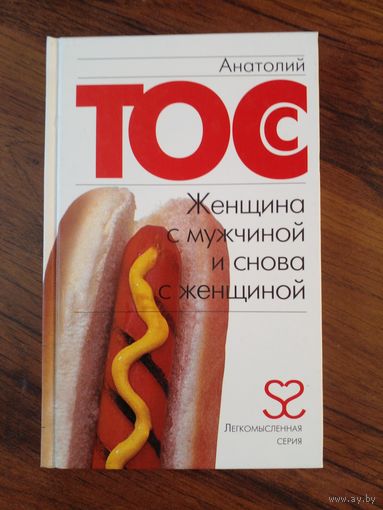 Анатолий
ТОСС
Женщина
с мужчиной
и снова
с женщиной
Легкомысленная
серия
www.ay.by